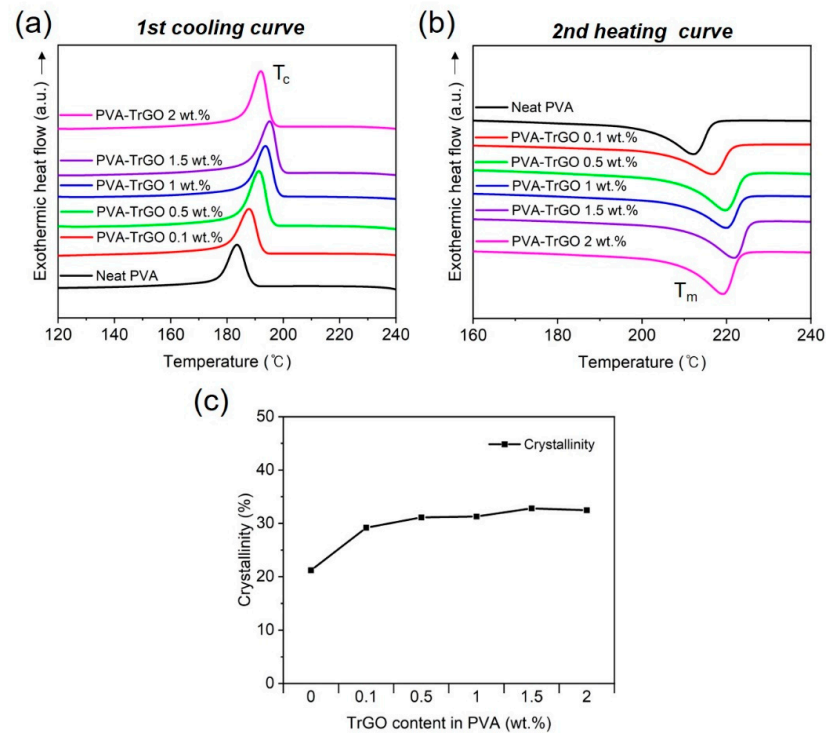 (a)
1st cooling curve
Exothermic heat flow (a.u.) →
Tc
PVA-TrGO 2 wt.%
PVA-TrGO 1.5 wt.%
PVA-TrGO 1 wt.%
PVA-TrGO 0.5 wt.%
PVA-TrGO 0.1 wt.%
Neat PVA
120 140 160 180 200 220 240
Temperature (℃)
(b)
2nd heating curve
Exothermic heat flow (a.u.) →
Neat PVA
PVA-TrGO 0.1 wt.%
PVA-TrGO 0.5 wt.%
PVA-TrGO 1 wt.%
PVA-TrGO 1.5 wt.%
PVA-TrGO 2 wt.%
Tm
160 180 200 220 240
Temperature (℃)
(c)
Crystallinity (%)
50
40
30
20
10
0
Crystallinity
0 0.1 0.5 1 1.5 2
TrGO content in PVA (wt.%)